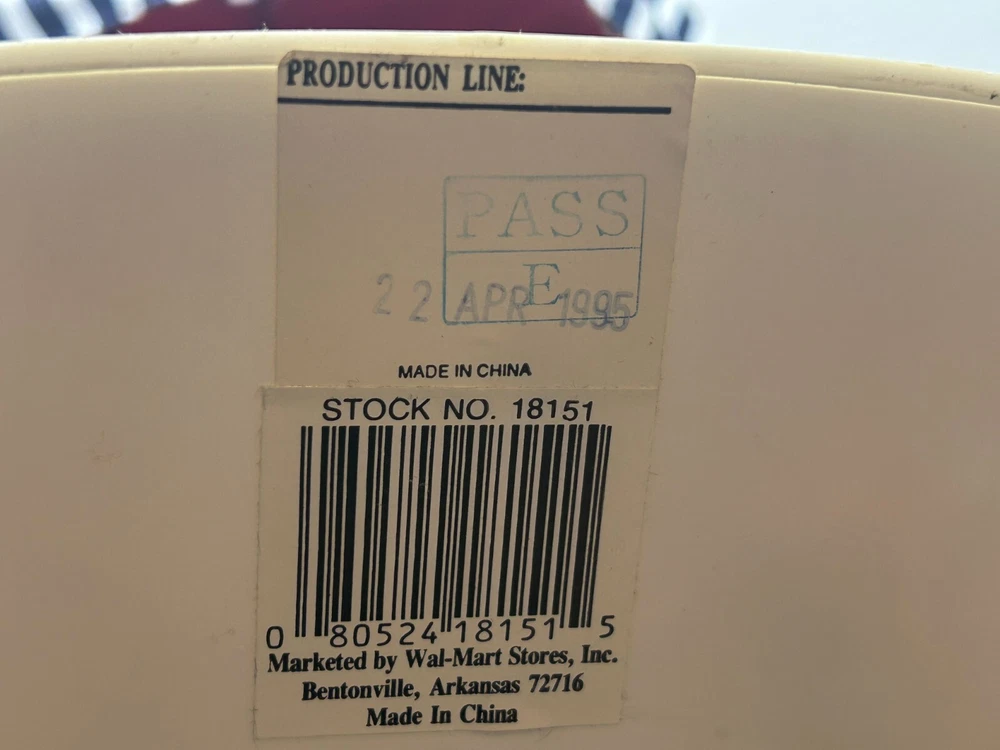 PRODUCTION LINE:
PASS
E
22 APR 1995
MADE IN CHINA
STOCK NO. 18151
0 80524 18151 5
Marketed by Wal-Mart Stores, Inc.
Bentonville, Arkansas 72716
Made In China